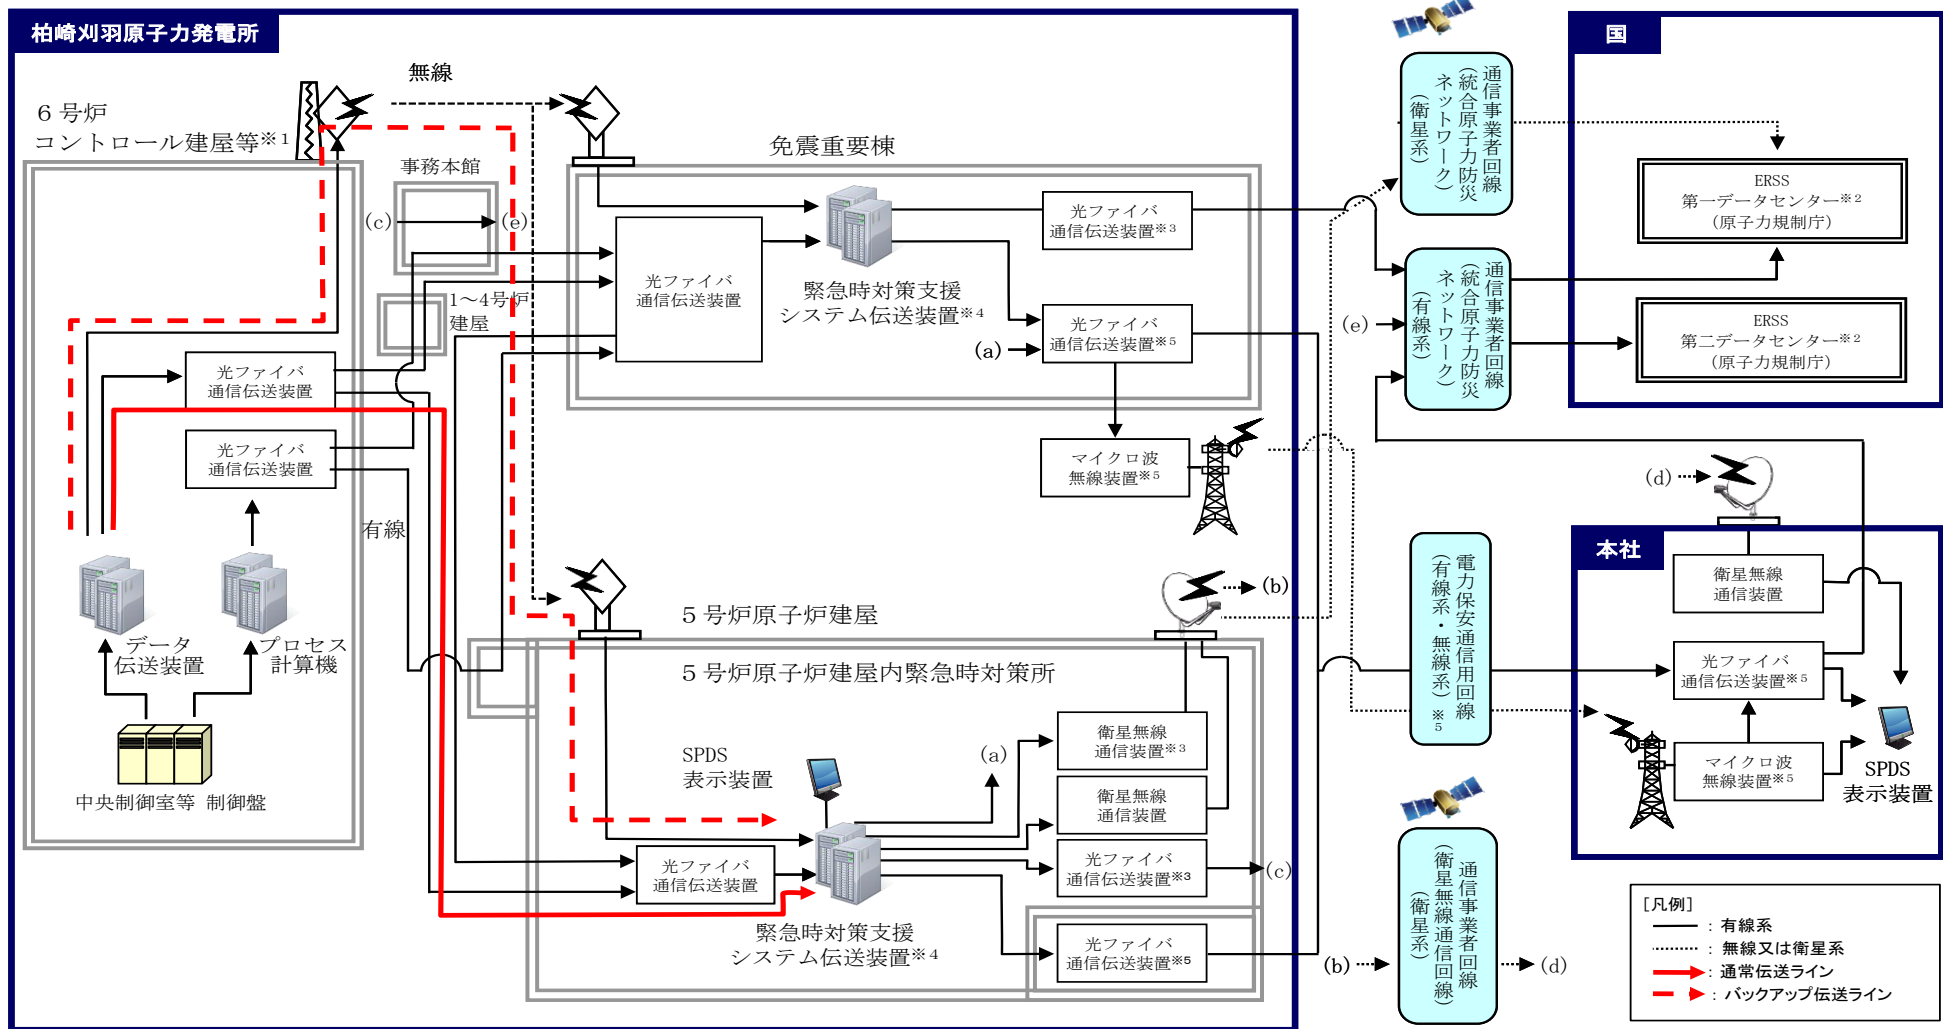 柏崎刈羽原子力発電所
6号炉
コントロール建屋等※1
無線
事務本館
(c)
(e)
1～4号炉
建屋
光ファイバ
通信伝送装置
光ファイバ
通信伝送装置
有線
データ
伝送装置
プロセス
計算機
中央制御室等 制御盤
免震重要棟
光ファイバ
通信伝送装置
緊急時対策支援
システム伝送装置※4
光ファイバ
通信伝送装置※3
光ファイバ
通信伝送装置※5
(a)
マイクロ波
無線装置※5
5号炉原子炉建屋
(b)
5号炉原子炉建屋内緊急時対策所
SPDS
表示装置
(a)
衛星無線
通信装置※3
衛星無線
通信装置
光ファイバ
通信伝送装置
光ファイバ
通信伝送装置※3
(c)
緊急時対策支援
システム伝送装置※4
光ファイバ
通信伝送装置※5
通信事業者回線
(統合原子力防災
ネットワーク)
(衛星系)
(e)
通信事業者回線
(統合原子力防災
ネットワーク)
(有線系)
電力保安通信用回線
(有線系・無線系)※5
(b)
通信事業者回線
(衛星無線通信回線)
(衛星系)
(d)
国
ERSS
第一データセンター※2
(原子力規制庁)
ERSS
第二データセンター※2
(原子力規制庁)
(d)
本社
衛星無線
通信装置
光ファイバ
通信伝送装置※5
マイクロ波
無線装置※5
SPDS
表示装置
[凡例]
：有線系
：無線又は衛星系
：通常伝送ライン
：バックアップ伝送ライン